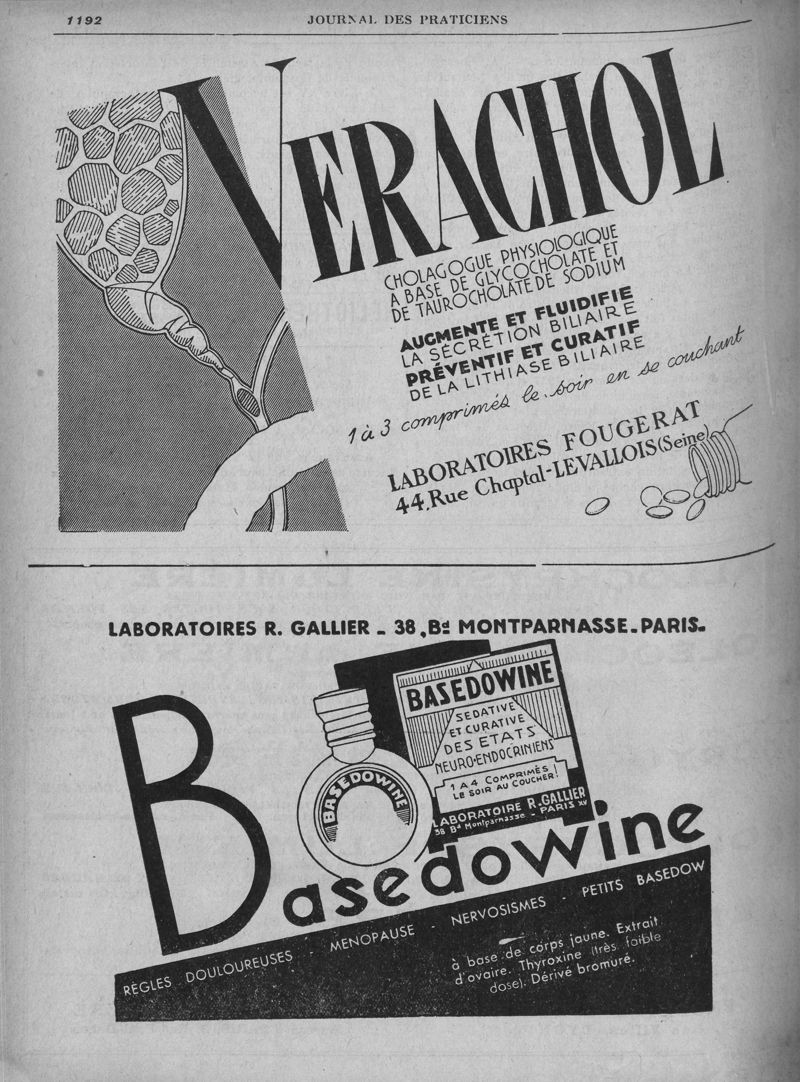 1192
JOURNAL DES PRATICIENS
VERACHOL
CHOLAGOGUE PHYSIOLOGIQUE
A BASE DE GLYCOCHOLATE ET
DE TAUROCHOLATE DE SODIUM
AUGMENTE ET FLUIDIFIE
LA SÉCRÉTION BILIAIRE
PRÉVENTIF ET CURATIF
DE LA LITHIASE BILIAIRE
1 à 3 comprimés le soir en se couchant
LABORATOIRES FOUGERAT
44, Rue Chaptal-LEVALLOIS (Seine)
LABORATOIRES R. GALLIER - 38, Bd MONTPARNASSE - PARIS -
BASEDOWINE
SEDATIVE
ET CURATIVE
DES ETATS
NEURO-ENDOCRINIENS
1 A 4 COMPRIMÉS
LE SOIR AU COUCHER!
LABORATOIRE R. GALLIER
38 Bd Montparnasse - PARIS XV
BASEDOWINE
Basedowine
RÈGLES DOULOUREUSES - MENOPAUSE - NERVOSISMES - PETITS BASEDOW
à base de corps jaune. Extrait
d'ovaire. Thyroxine (très faible
dose). Dérivé bromuré.